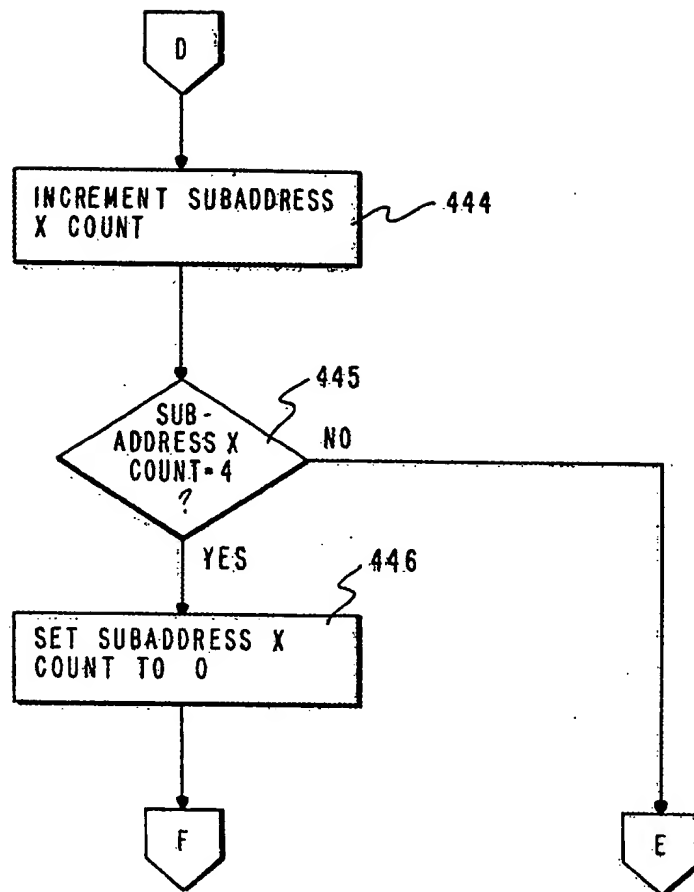 D
INCREMENT SUBADDRESS
X COUNT
444
445
SUB-
ADDRESS X
COUNT=4
?
NO
YES
446
SET SUBADDRESS X
COUNT TO 0
F
E